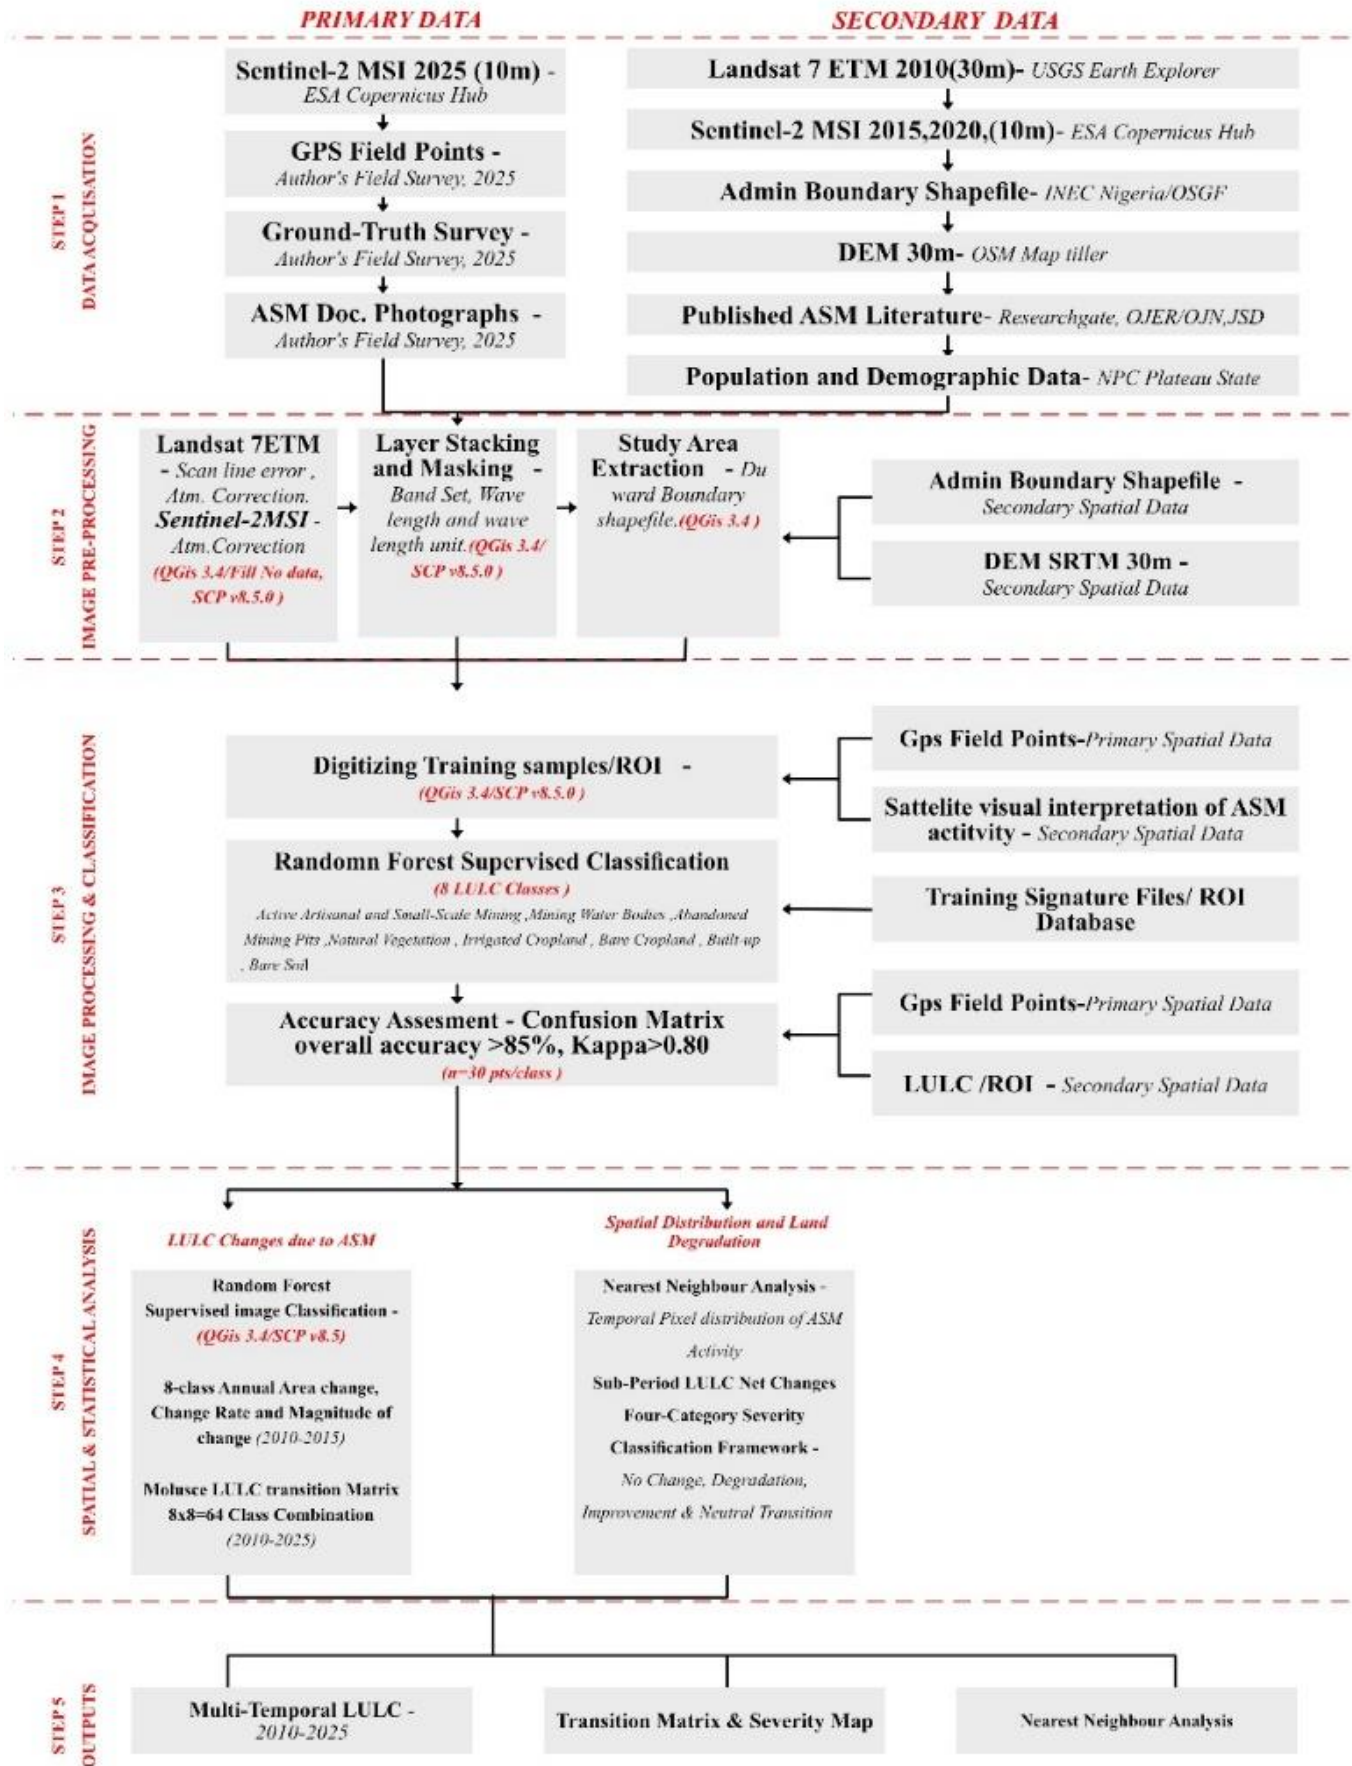 PRIMARY DATA
SECONDARY DATA
STEP 1
DATA ACQUISATION
Sentinel-2 MSI 2025 (10m) -
ESA Copernicus Hub
GPS Field Points -
Author's Field Survey, 2025
Ground-Truth Survey -
Author's Field Survey, 2025
ASM Doc. Photographs -
Author's Field Survey, 2025
Landsat 7 ETM 2010(30m)- USGS Earth Explorer
Sentinel-2 MSI 2015,2020,(10m)- ESA Copernicus Hub
Admin Boundary Shapefile- INEC Nigeria/OSGF
DEM 30m- OSM Map tiller
Published ASM Literature- Researchgate, OJER/OJN,JSD
Population and Demographic Data- NPC Plateau State
STEP 2
IMAGE PRE-PROCESSING
Landsat 7ETM
- Scan line error ,
Atm. Correction.
Sentinel-2MSI -
Atm.Correction
(QGis 3.4/Fill No data,
SCP v8.5.0 )
Layer Stacking
and Masking -
Band Set, Wave
length and wave
length unit.(QGis 3.4/
SCP v8.5.0 )
Study Area
Extraction - Du
ward Boundary
shapefile.(QGis 3.4 )
Admin Boundary Shapefile -
Secondary Spatial Data
DEM SRTM 30m -
Secondary Spatial Data
STEP 3
IMAGE PROCESSING & CLASSIFICATION
Digitizing Training samples/ROI -
(QGis 3.4/SCP v8.5.0 )
Randomn Forest Supervised Classification
(8 LULC Classes )
Active Artisanal and Small-Scale Mining ,Mining Water Bodies ,Abandoned
Mining Pits ,Natural Vegetation , Irrigated Cropland , Bare Cropland , Built-up
, Bare Soil
Accuracy Assesment - Confusion Matrix
overall accuracy >85%, Kappa>0.80
(n=30 pts/class )
Gps Field Points-Primary Spatial Data
Sattelite visual interpretation of ASM
actitvity - Secondary Spatial Data
Training Signature Files/ ROI
Database
Gps Field Points-Primary Spatial Data
LULC /ROI - Secondary Spatial Data
STEP 4
SPATIAL & STATISTICAL ANALYSIS
LULC Changes due to ASM
Random Forest
Supervised image Classification -
(QGis 3.4/SCP v8.5)
8-class Annual Area change,
Change Rate and Magnitude of
change (2010-2015)
Molusce LULC transition Matrix
8x8=64 Class Combination
(2010-2025)
Spatial Distribution and Land
Degradation
Nearest Neighbour Analysis -
Temporal Pixel distribution of ASM
Activity
Sub-Period LULC Net Changes
Four-Category Severity
Classification Framework -
No Change, Degradation,
Improvement & Neutral Transition
STEP 5
OUTPUTS
Multi-Temporal LULC -
2010-2025
Transition Matrix & Severity Map
Nearest Neighbour Analysis